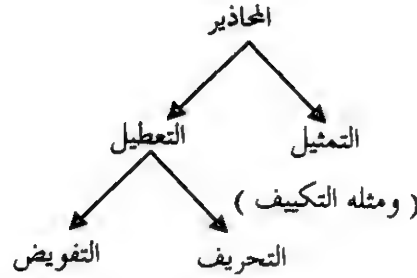 المحاذير
التمثيل التعطيل
( ومثله التكييف )
التحريف التفويض